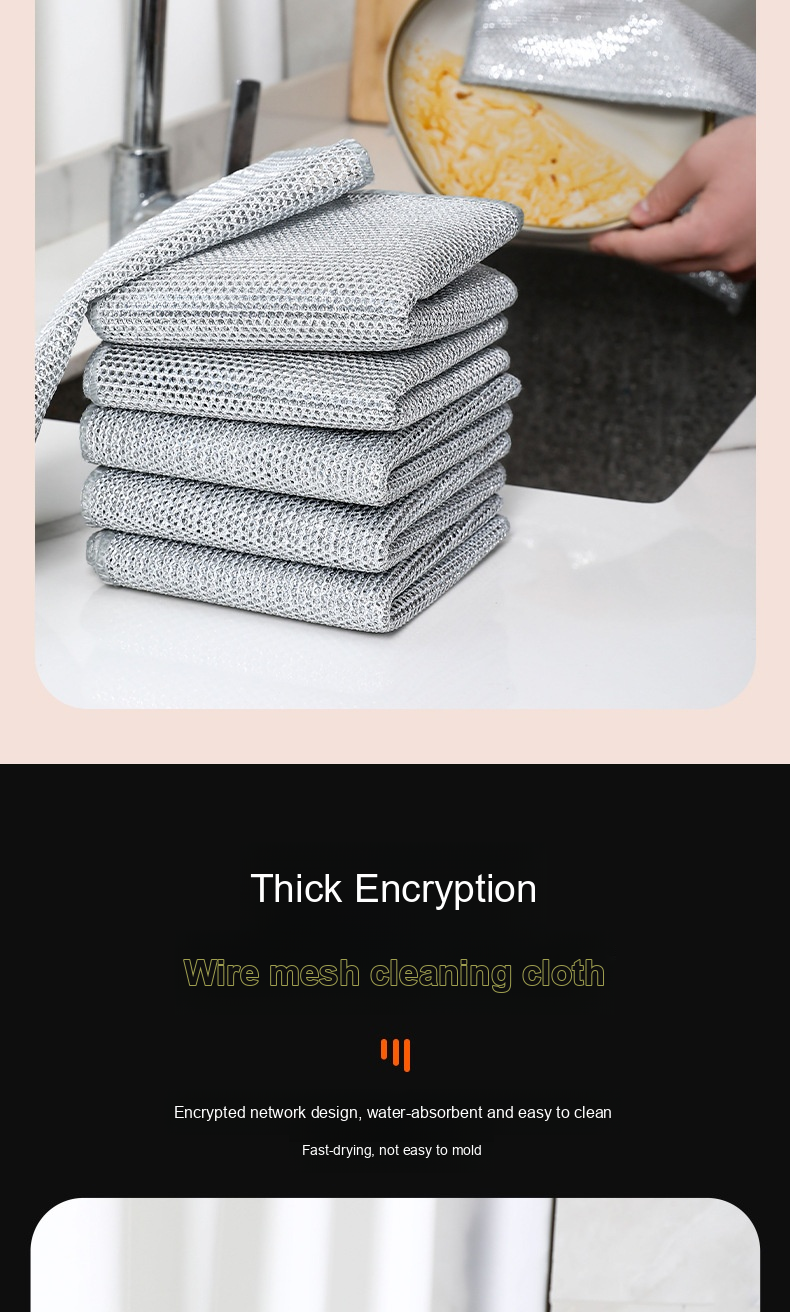 Thick Encryption
Wire mesh cleaning cloth
Encrypted network design, water-absorbent and easy to clean
Fast-drying, not easy to mold